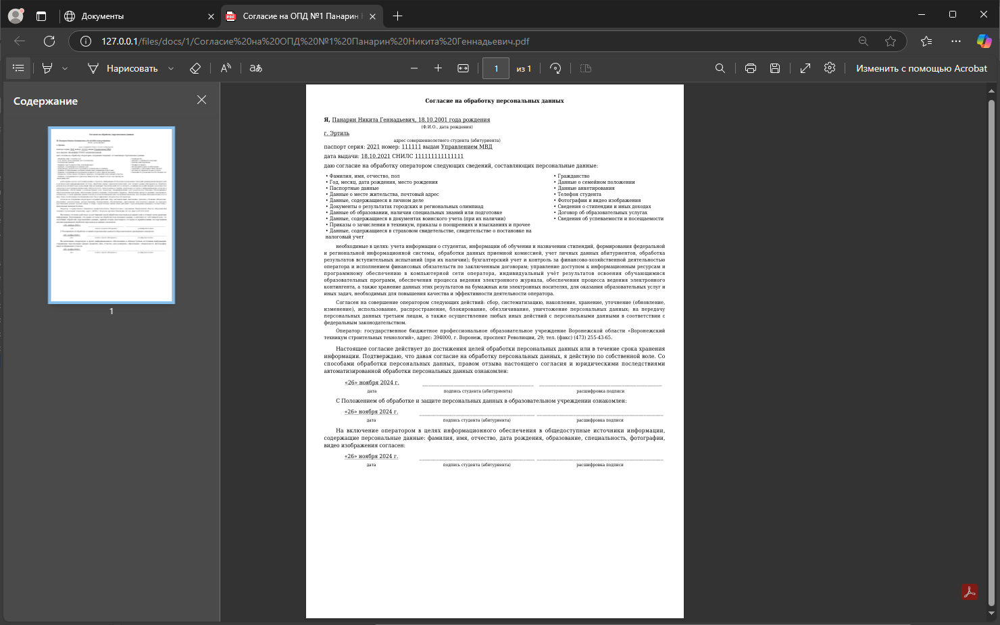 Документы
Согласие на ОПД №1 Панарин
127.0.0.1/files/docs/1/Согласие%20на%20ОПД%20№1%20Панарин%20Никита%20Геннадьевич.pdf
Нарисовать
1 из 1
Изменить с помощью Acrobat
Содержание
1
Согласие на обработку персональных данных
Я, Панарин Никита Геннадьевич, 18.10.2001 года рождения
(Ф.И.О., дата рождения)
г. Эртиль
адрес совершеннолетнего студента (абитуриента)
паспорт серия: 2021 номер: 111111 выдан Управлением МВД
дата выдачи: 18.10.2021 СНИЛС 111111111111111
даю согласие на обработку оператором следующих сведений, составляющих персональные данные:
• Фамилия, имя, отчество, пол
• Год, месяц, дата рождения, место рождения
• Паспортные данные
• Данные о месте жительства, почтовый адрес
• Данные, содержащиеся в личном деле
• Документы о результатах городских и региональных олимпиад
• Данные об образовании, наличии специальных знаний или подготовке
• Данные, содержащиеся в документах воинского учета (при их наличии)
• Приказы о зачислении в техникум, приказы о поощрениях и взысканиях и прочее
• Данные, содержащиеся в страховом свидетельстве, свидетельстве о постановке на
налоговый учет
• Гражданство
• Данные о семейном положении
• Данные анкетирования
• Телефон студента
• Фотографии и видео изображения
• Сведения о стипендии и иных доходах
• Договор об образовательных услугах
• Сведения об успеваемости и посещаемости
необходимые в целях: учета информации о студентах, информации об обучении и назначении стипендий, формирования федеральной
и региональной информационной системы, обработки данных приемной комиссией, учет личных данных абитуриентов, обработка
результатов вступительных испытаний (при их наличии); бухгалтерский учет и контроль за финансово-хозяйственной деятельностью
оператора и исполнением финансовых обязательств по заключенным договорам; управление доступом к информационным ресурсам и
программному обеспечению в компьютерной сети оператора, индивидуальный учёт результатов освоения обучающимися
образовательных программ, обеспечения процесса ведения электронного журнала, обеспечения процесса ведения электронного
контингента, а также хранение данных этих результатов на бумажных или электронных носителях, для оказания образовательных услуг и
иных задач, необходимых для повышения качества и эффективности деятельности оператора.
Согласен на совершение оператором следующих действий: сбор, систематизацию, накопление, хранение, уточнение (обновление,
изменение), использование, распространение, блокирование, обезличивание, уничтожение персональных данных; на передачу
персональных данных третьим лицам, а также осуществление любых иных действий с персональными данными в соответствии с
федеральным законодательством.
Оператор: государственное бюджетное профессиональное образовательное учреждение Воронежской области «Воронежский
техникум строительных технологий», адрес: 394000, г. Воронеж, проспект Революции, 29; тел. (факс) (473) 255-43-65.
Настоящее согласие действует до достижения целей обработки персональных данных или в течение срока хранения
информации. Подтверждаю, что давая согласие на обработку персональных данных, я действую по собственной воле. Со
способами обработки персональных данных, правом отзыва настоящего согласия и юридическими последствиями
автоматизированной обработки персональных данных ознакомлен:
«26» ноября 2024 г.
дата подпись студента (абитуриента) расшифровка подписи
С Положением об обработке и защите персональных данных в образовательном учреждении ознакомлен:
«26» ноября 2024 г.
дата подпись студента (абитуриента) расшифровка подписи
На включение оператором в целях информационного обеспечения в общедоступные источники информации,
содержащие персональные данные: фамилия, имя, отчество, дата рождения, образование, специальность, фотографии,
видео изображения согласен:
«26» ноября 2024 г.
дата подпись студента (абитуриента) расшифровка подписи